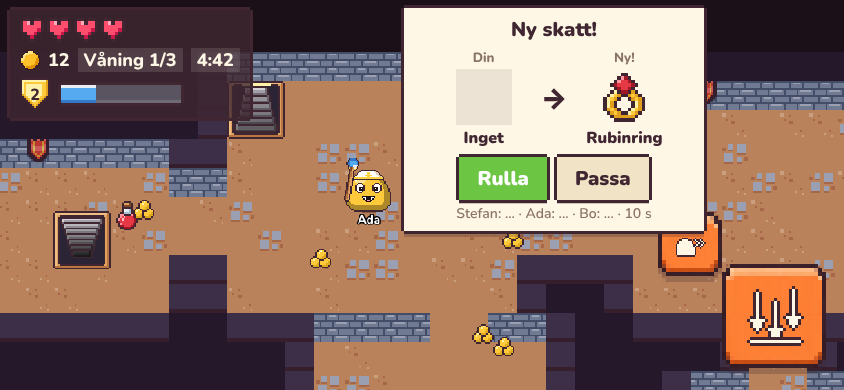 12 Våning 1/3 4:42
2
Ny skatt!
Din Ny!
Inget Rubinring
Rulla Passa
Stefan: ... · Ada: ... · Bo: ... · 10 s
Ada